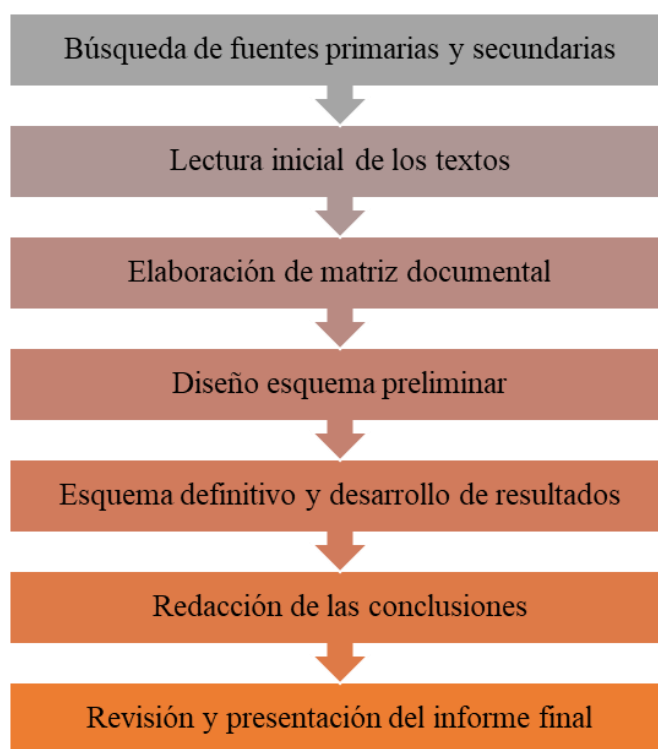 Búsqueda de fuentes primarias y secundarias
Lectura inicial de los textos
Elaboración de matriz documental
Diseño esquema preliminar
Esquema definitivo y desarrollo de resultados
Redacción de las conclusiones
Revisión y presentación del informe final